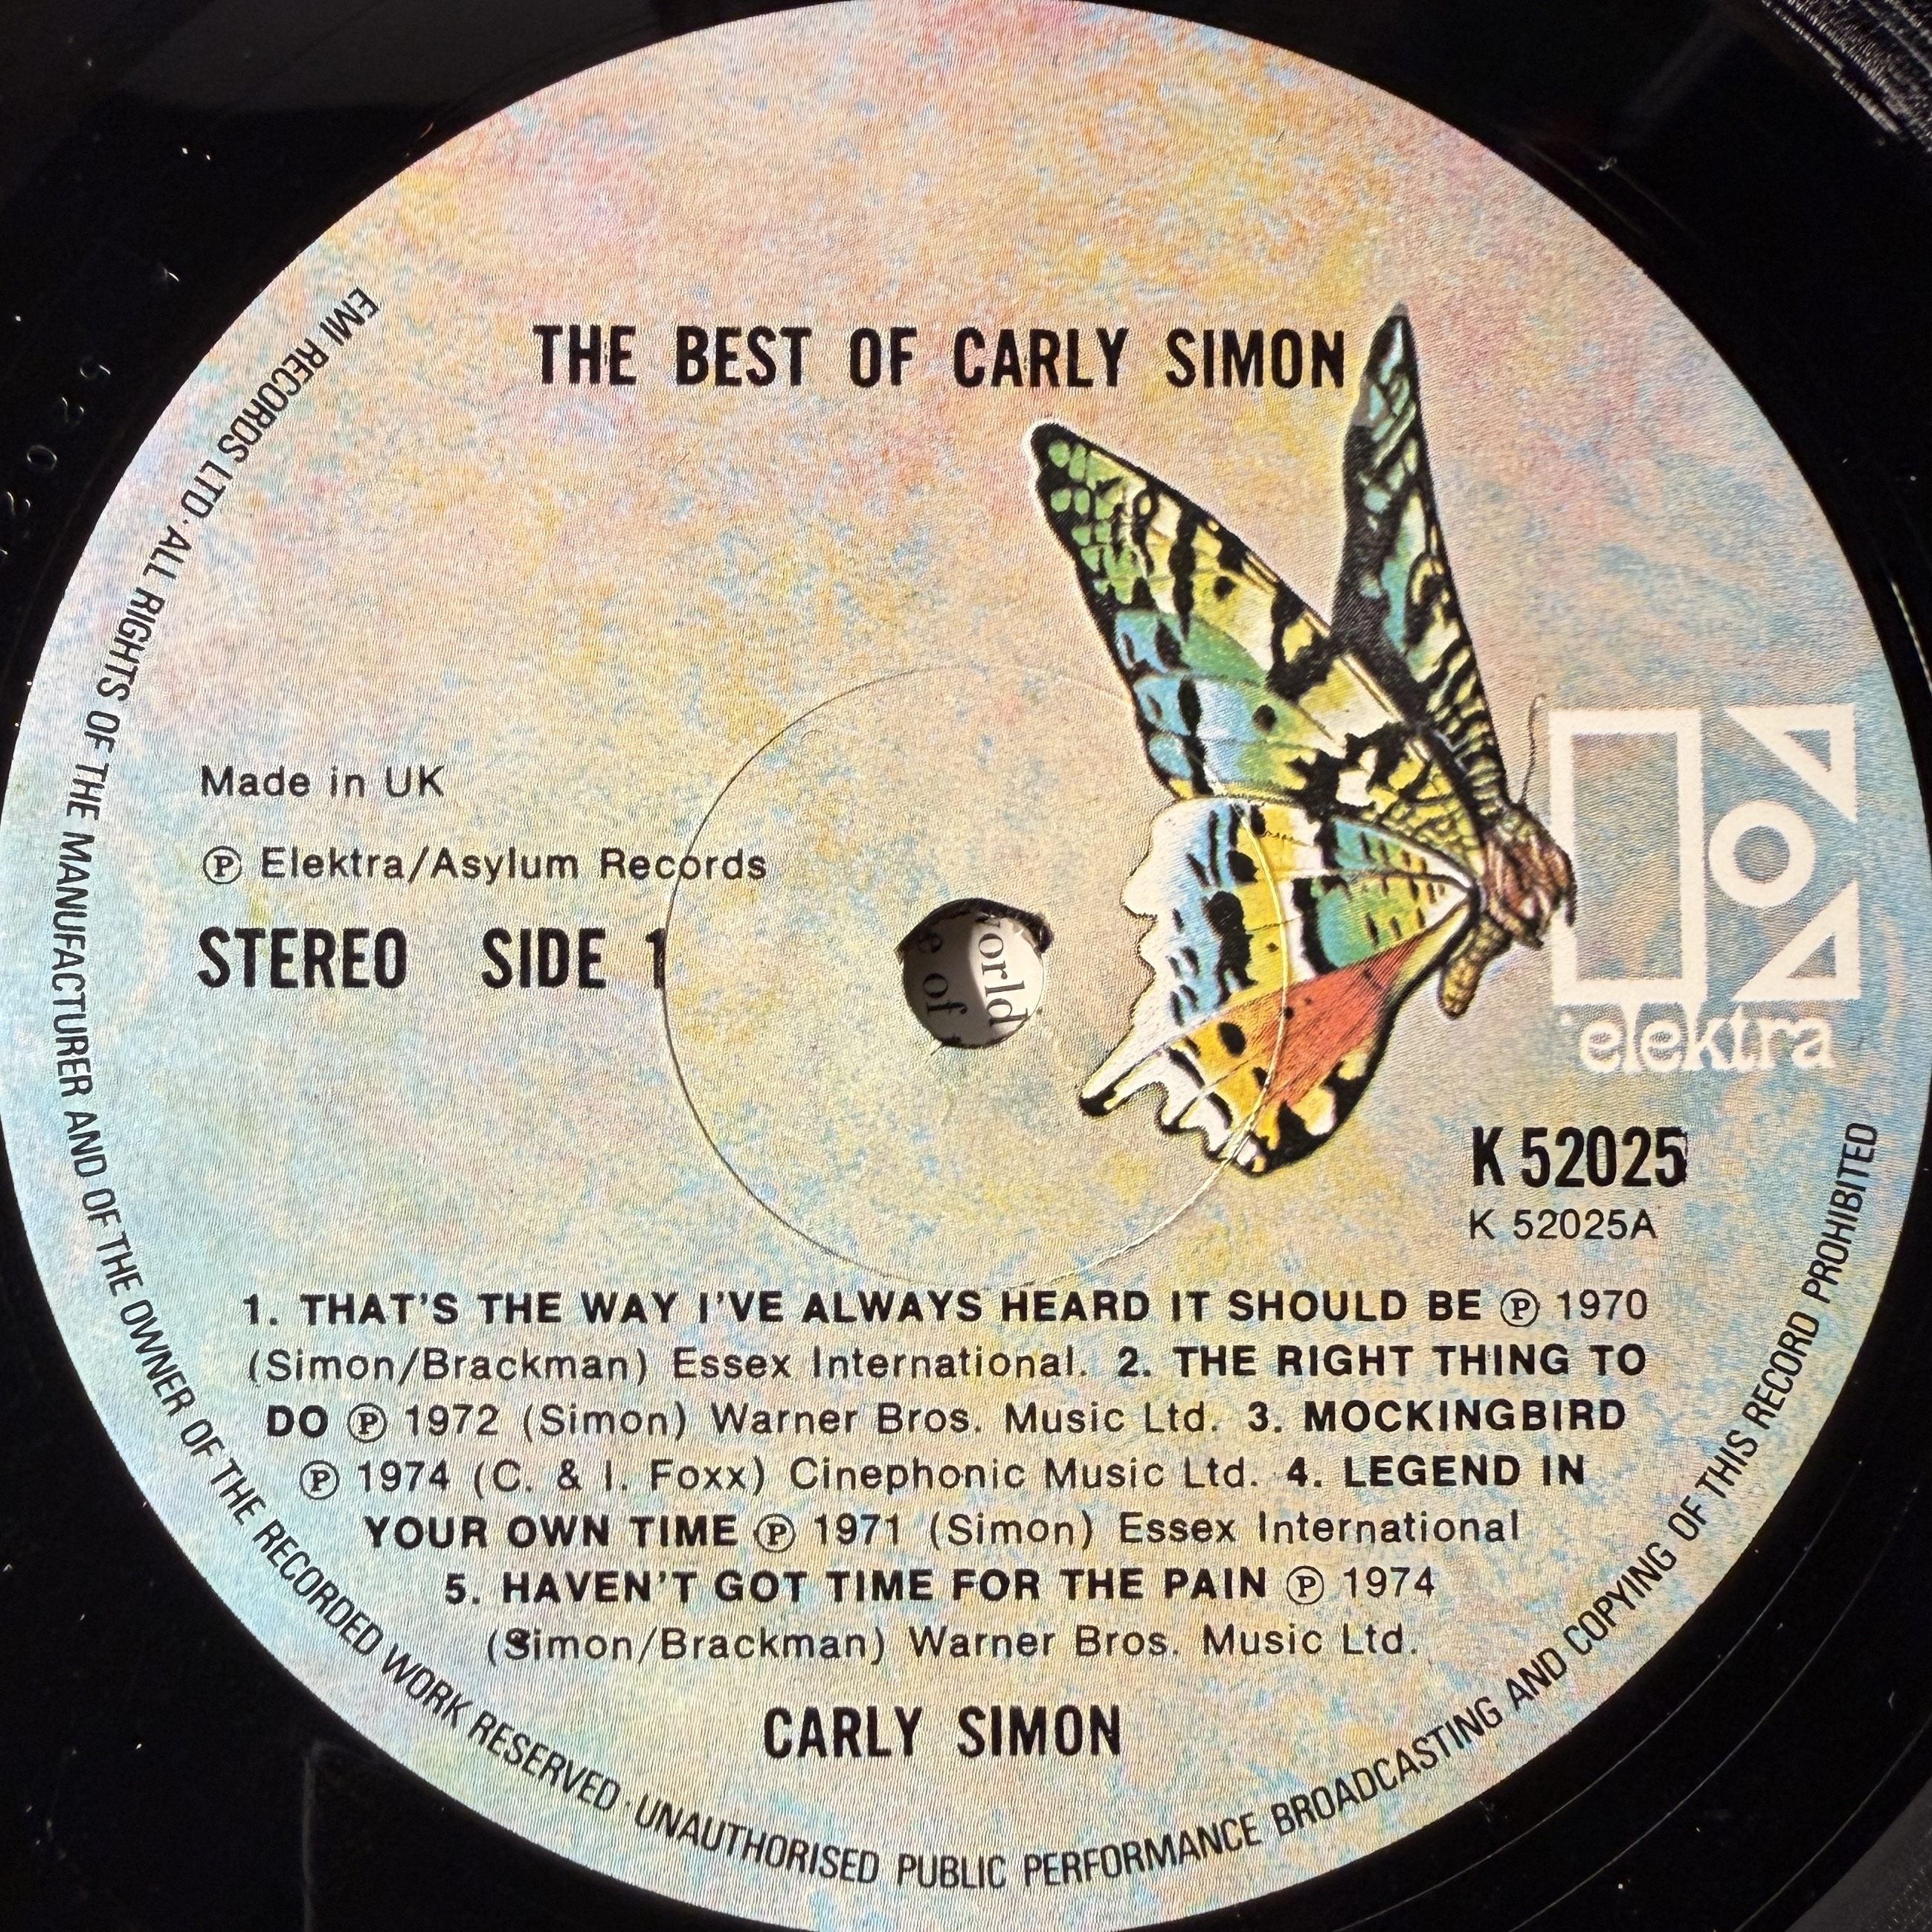 THE BEST OF CARLY SIMON
Made in UK
Ⓟ Elektra/Asylum Records
STEREO SIDE 1
e of
world
elektra
K 52025
K 52025A
1. THAT'S THE WAY I'VE ALWAYS HEARD IT SHOULD BE Ⓟ 1970
(Simon/Brackman) Essex International. 2. THE RIGHT THING TO
DO Ⓟ 1972 (Simon) Warner Bros. Music Ltd. 3. MOCKINGBIRD
Ⓟ 1974 (C. & I. Foxx) Cinephonic Music Ltd. 4. LEGEND IN
YOUR OWN TIME Ⓟ 1971 (Simon) Essex International
5. HAVEN'T GOT TIME FOR THE PAIN Ⓟ 1974
(Simon/Brackman) Warner Bros. Music Ltd.
CARLY SIMON
EMI RECORDS LTD · ALL RIGHTS OF THE MANUFACTURER AND OF THE OWNER OF THE RECORDED WORK RESERVED · UNAUTHORISED PUBLIC PERFORMANCE BROADCASTING AND COPYING OF THIS RECORD PROHIBITED